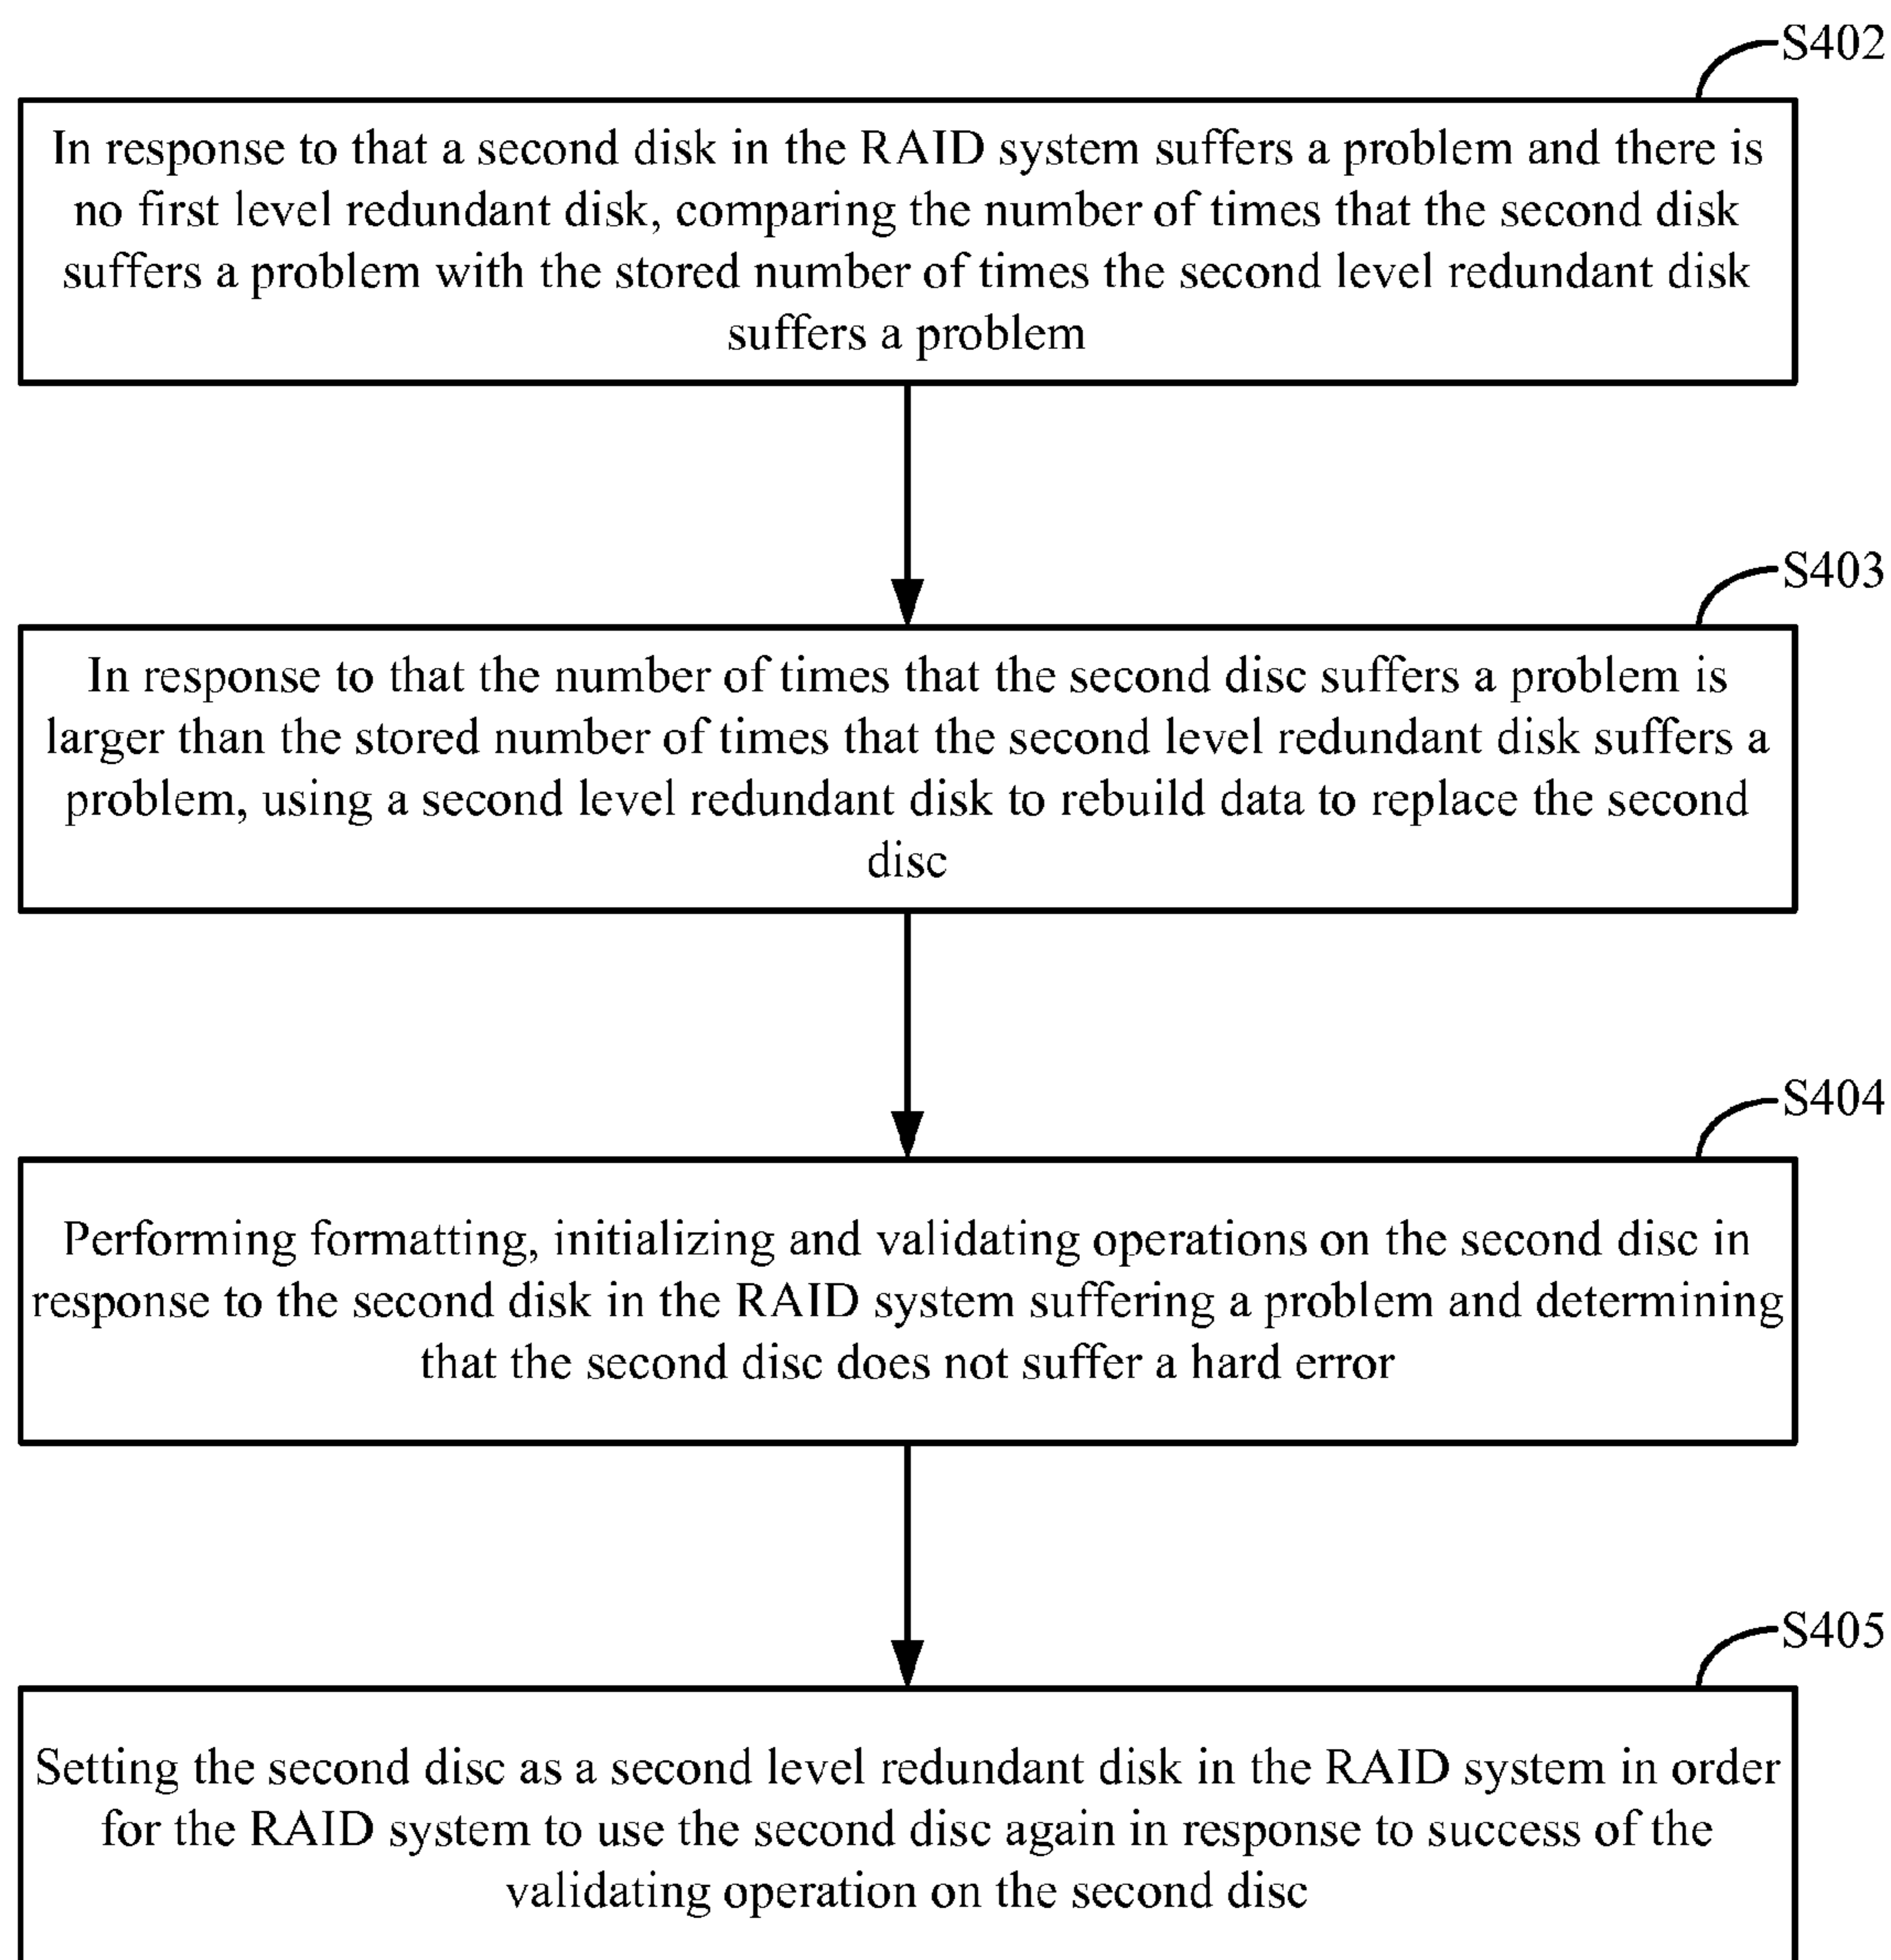 S402
In response to that a second disk in the RAID system suffers a problem and there is
no first level redundant disk, comparing the number of times that the second disk
suffers a problem with the stored number of times the second level redundant disk
suffers a problem
S403
In response to that the number of times that the second disc suffers a problem is
larger than the stored number of times that the second level redundant disk suffers a
problem, using a second level redundant disk to rebuild data to replace the second
disc
S404
Performing formatting, initializing and validating operations on the second disc in
response to the second disk in the RAID system suffering a problem and determining
that the second disc does not suffer a hard error
S405
Setting the second disc as a second level redundant disk in the RAID system in order
for the RAID system to use the second disc again in response to success of the
validating operation on the second disc